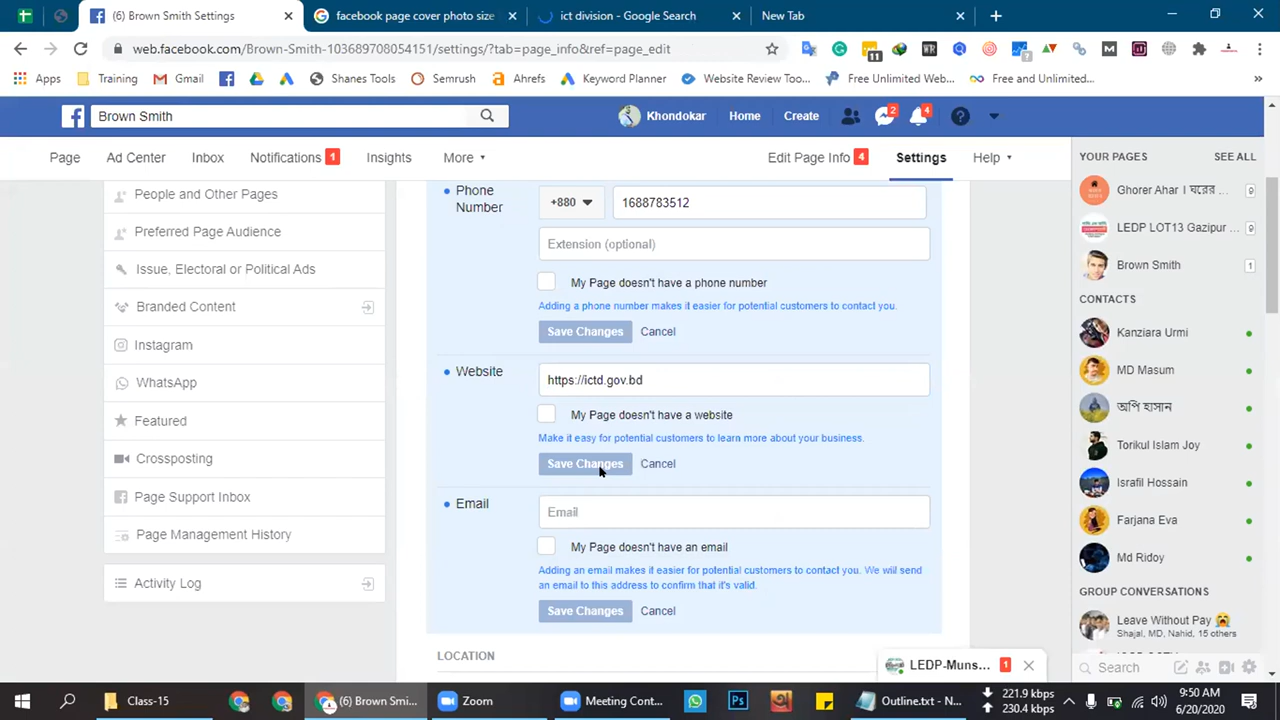 (6) Brown Smith Settings
facebook page cover photo size
ict division - Google Search
New Tab
web.facebook.com/Brown-Smith-103689708054151/settings/?tab=page_info&ref=page_edit
11
Apps
Training
Gmail
Shanes Tools
Semrush
Ahrefs
Keyword Planner
Website Review Too...
Free Unlimited Web...
Free and Unlimited...
Brown Smith
Khondokar
Home
Create
2
4
Page
Ad Center
Inbox
Notifications 1
Insights
More
Edit Page Info 4
Settings
Help
People and Other Pages
Preferred Page Audience
Issue, Electoral or Political Ads
Branded Content
Instagram
WhatsApp
Featured
Crossposting
Page Support Inbox
Page Management History
Activity Log
Phone
Number
+880
1688783512
Extension (optional)
My Page doesn't have a phone number
Adding a phone number makes it easier for potential customers to contact you.
Save Changes
Cancel
Website
https://ictd.gov.bd
My Page doesn't have a website
Make it easy for potential customers to learn more about your business.
Save Changes
Cancel
Email
Email
My Page doesn't have an email
Adding an email makes it easier for potential customers to contact you. We will send
an email to this address to confirm that it's valid.
Save Changes
Cancel
LOCATION
YOUR PAGES
SEE ALL
Ghorer Ahar । ঘরের ...
9
LEDP LOT13 Gazipur ...
9
Brown Smith
1
CONTACTS
Kanziara Urmi
MD Masum
অপি হাসান
Torikul Islam Joy
Israfil Hossain
Farjana Eva
Md Ridoy
GROUP CONVERSATIONS
Leave Without Pay
Shajal, MD, Nahid, 15 others
LEDP-Muns...
1
Search
Class-15
(6) Brown Smi...
Zoom
Meeting Cont...
Outline.txt - N...
221.9 kbps
230.4 kbps
9:50 AM
6/20/2020